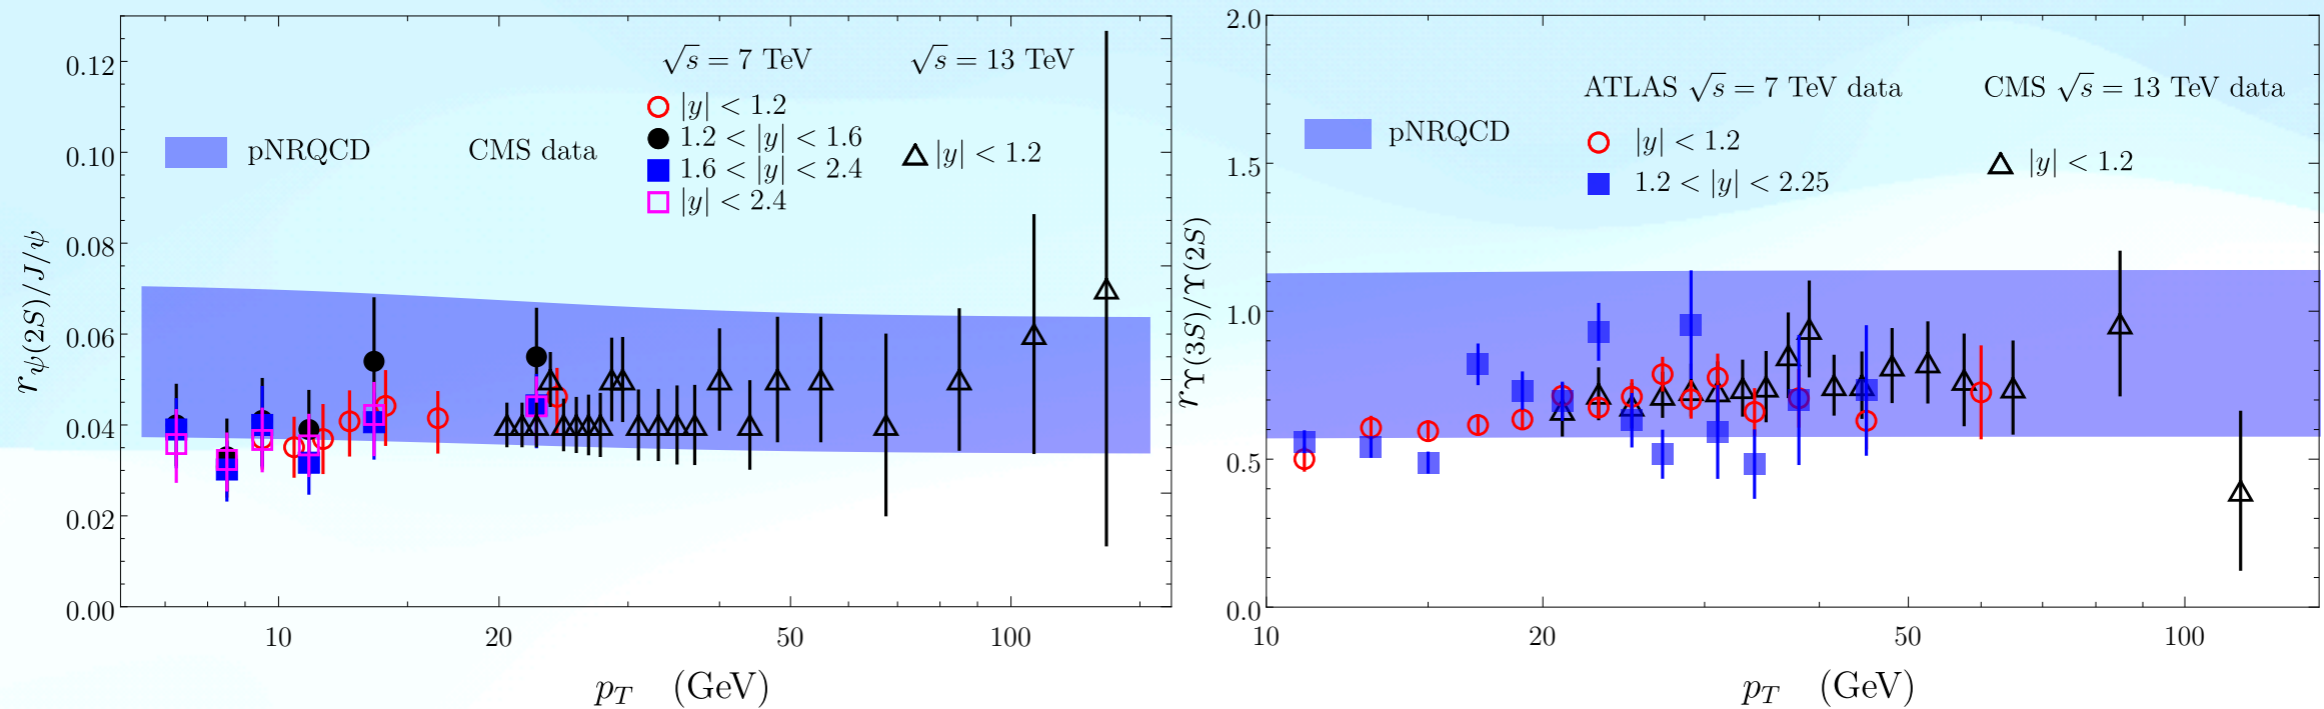 r_{ψ(2S)/J/ψ}
0.12
0.10
0.08
0.06
0.04
0.02
0.00
√s = 7 TeV
√s = 13 TeV
pNRQCD
CMS data
|y| < 1.2
1.2 < |y| < 1.6
1.6 < |y| < 2.4
|y| < 2.4
|y| < 1.2
10 20 50 100
p_T (GeV)
r_{Υ(3S)/Υ(2S)}
2.0
1.5
1.0
0.5
0.0
ATLAS √s = 7 TeV data
CMS √s = 13 TeV data
pNRQCD
|y| < 1.2
1.2 < |y| < 2.25
|y| < 1.2
10 20 50 100
p_T (GeV)